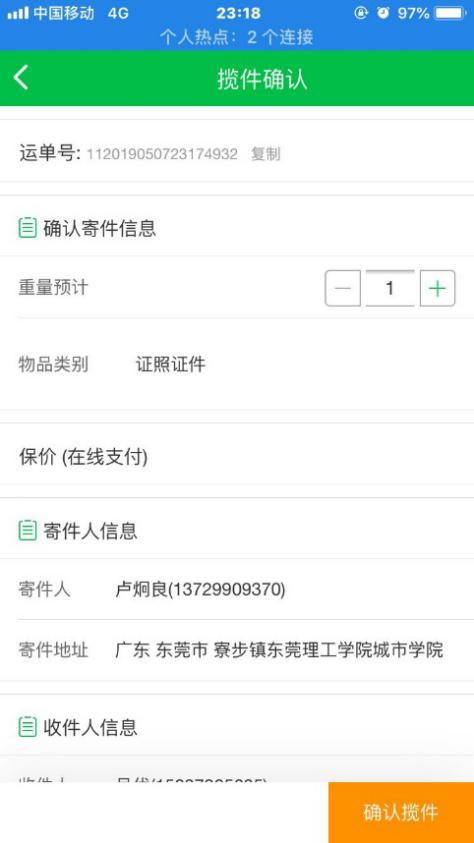 中国移动 4G 23:18 97%
个人热点：2 个连接
揽件确认
运单号: 112019050723174932 复制
确认寄件信息
重量预计 1
物品类别 证照证件
保价 (在线支付)
寄件人信息
寄件人 卢炯良(13729909370)
寄件地址 广东 东莞市 寮步镇东莞理工学院城市学院
收件人信息
收件人
确认揽件